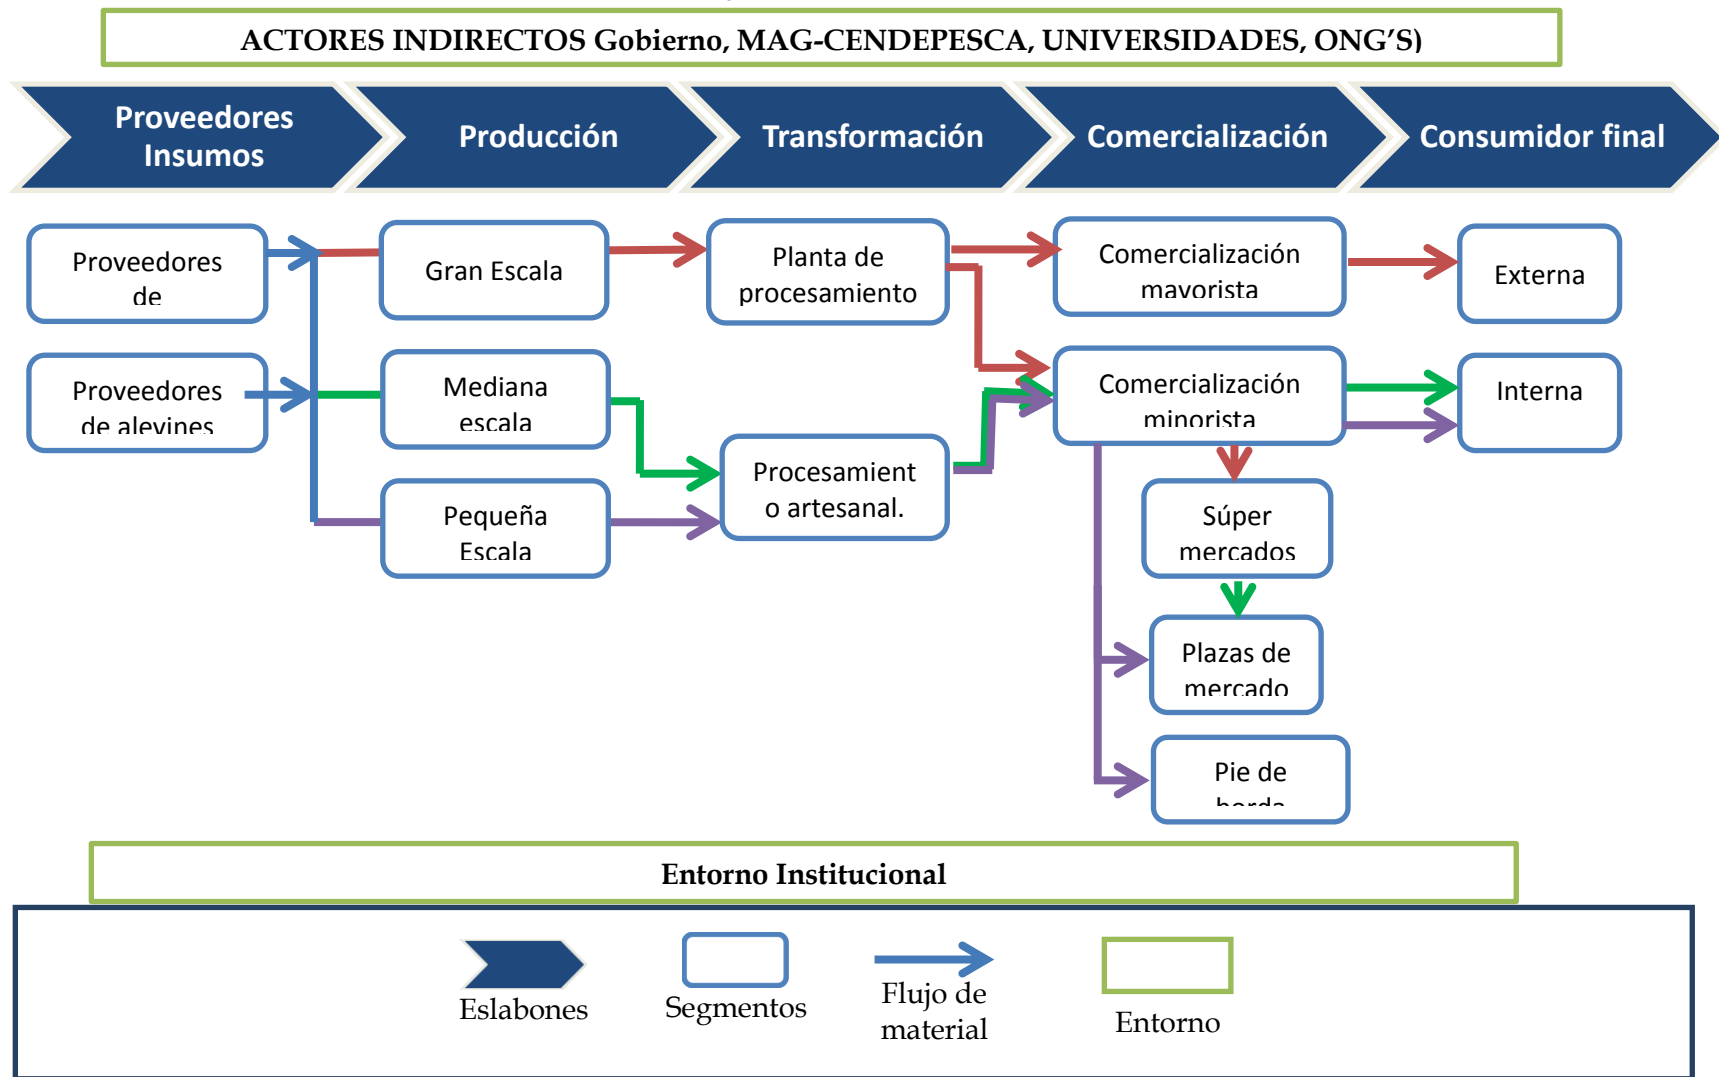 ACTORES INDIRECTOS Gobierno, MAG-CENDEPESCA, UNIVERSIDADES, ONG’S)
Proveedores
Insumos
Producción
Transformación
Comercialización
Consumidor final
Proveedores
de
Gran Escala
Planta de
procesamiento
Comercialización
mayorista
Externa
Proveedores
de alevines
Mediana
escala
Comercialización
minorista
Interna
Procesamient
o artesanal.
Pequeña
Escala
Súper
mercados
Plazas de
mercado
Pie de
borda
Entorno Institucional
Eslabones
Segmentos
Flujo de
material
Entorno